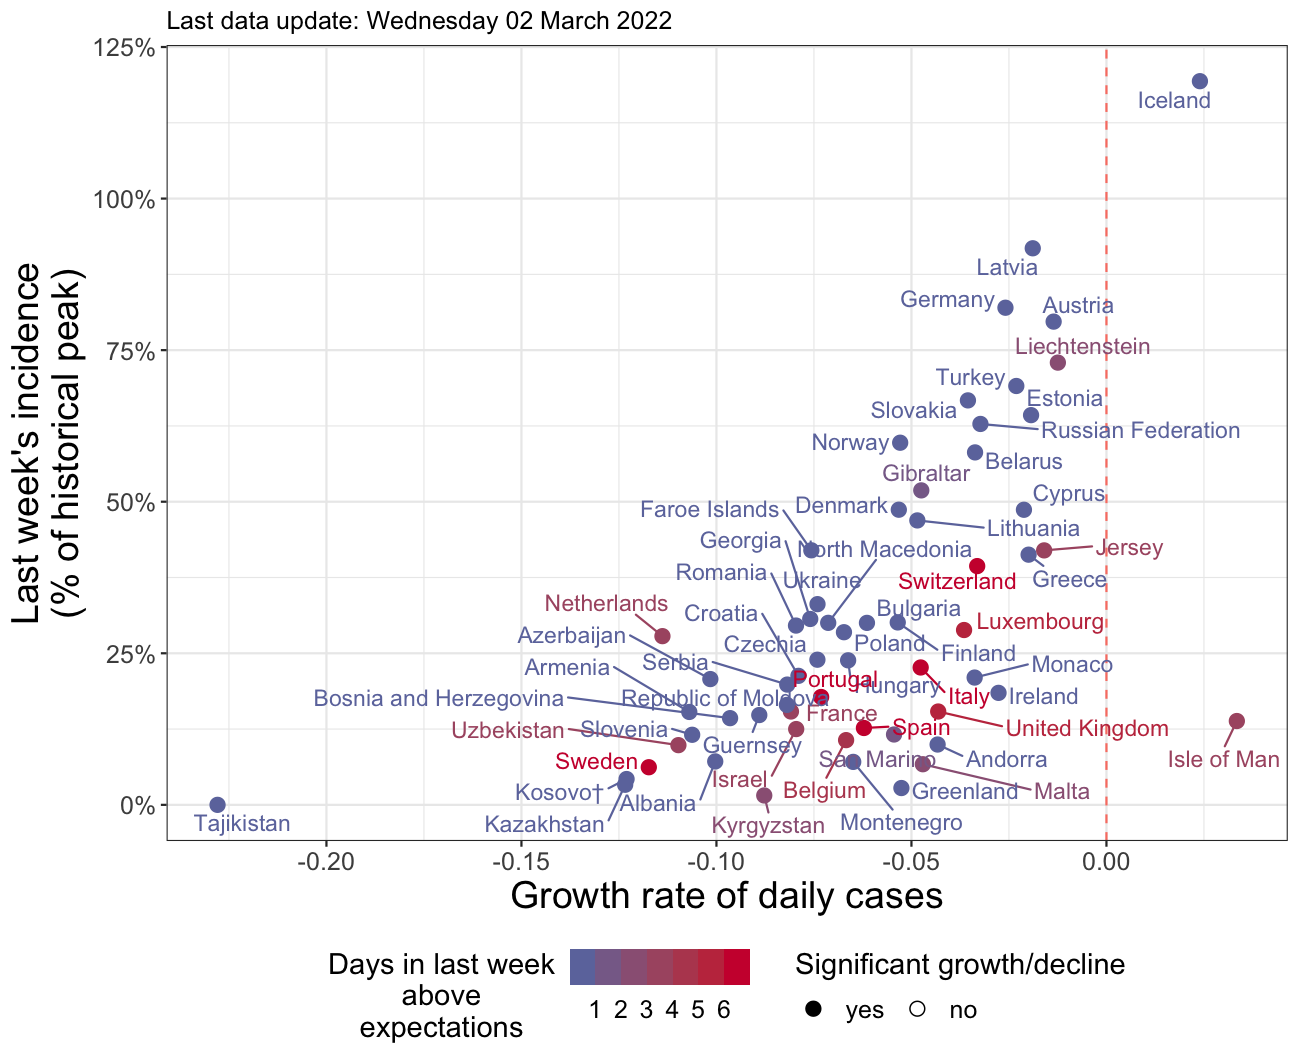 Last data update: Wednesday 02 March 2022
125%
Iceland
100%
Latvia
Germany
Austria
75%
Liechtenstein
Turkey
Estonia
Slovakia
Russian Federation
Norway
Belarus
Gibraltar
50%
Cyprus
Denmark
Faroe Islands
Lithuania
Georgia
North Macedonia
Jersey
Romania
Ukraine
Switzerland
Greece
Netherlands
Croatia
Bulgaria
Luxembourg
Azerbaijan
Czechia
Poland
Finland
25%
Armenia
Serbia
Monaco
Portugal
Hungary
Bosnia and Herzegovina
Republic of Moldova
Italy
Ireland
France
Uzbekistan
Slovenia
Spain
United Kingdom
Guernsey
Sweden
San Marino
Andorra
Isle of Man
Israel
Kosovo†
Albania
Belgium
Greenland
Malta
0%
Tajikistan
Kazakhstan
Kyrgyzstan
Montenegro
Last week's incidence
(% of historical peak)
-0.20
-0.15
-0.10
-0.05
0.00
Growth rate of daily cases
Days in last week
above
expectations
1 2 3 4 5 6
Significant growth/decline
yes
no